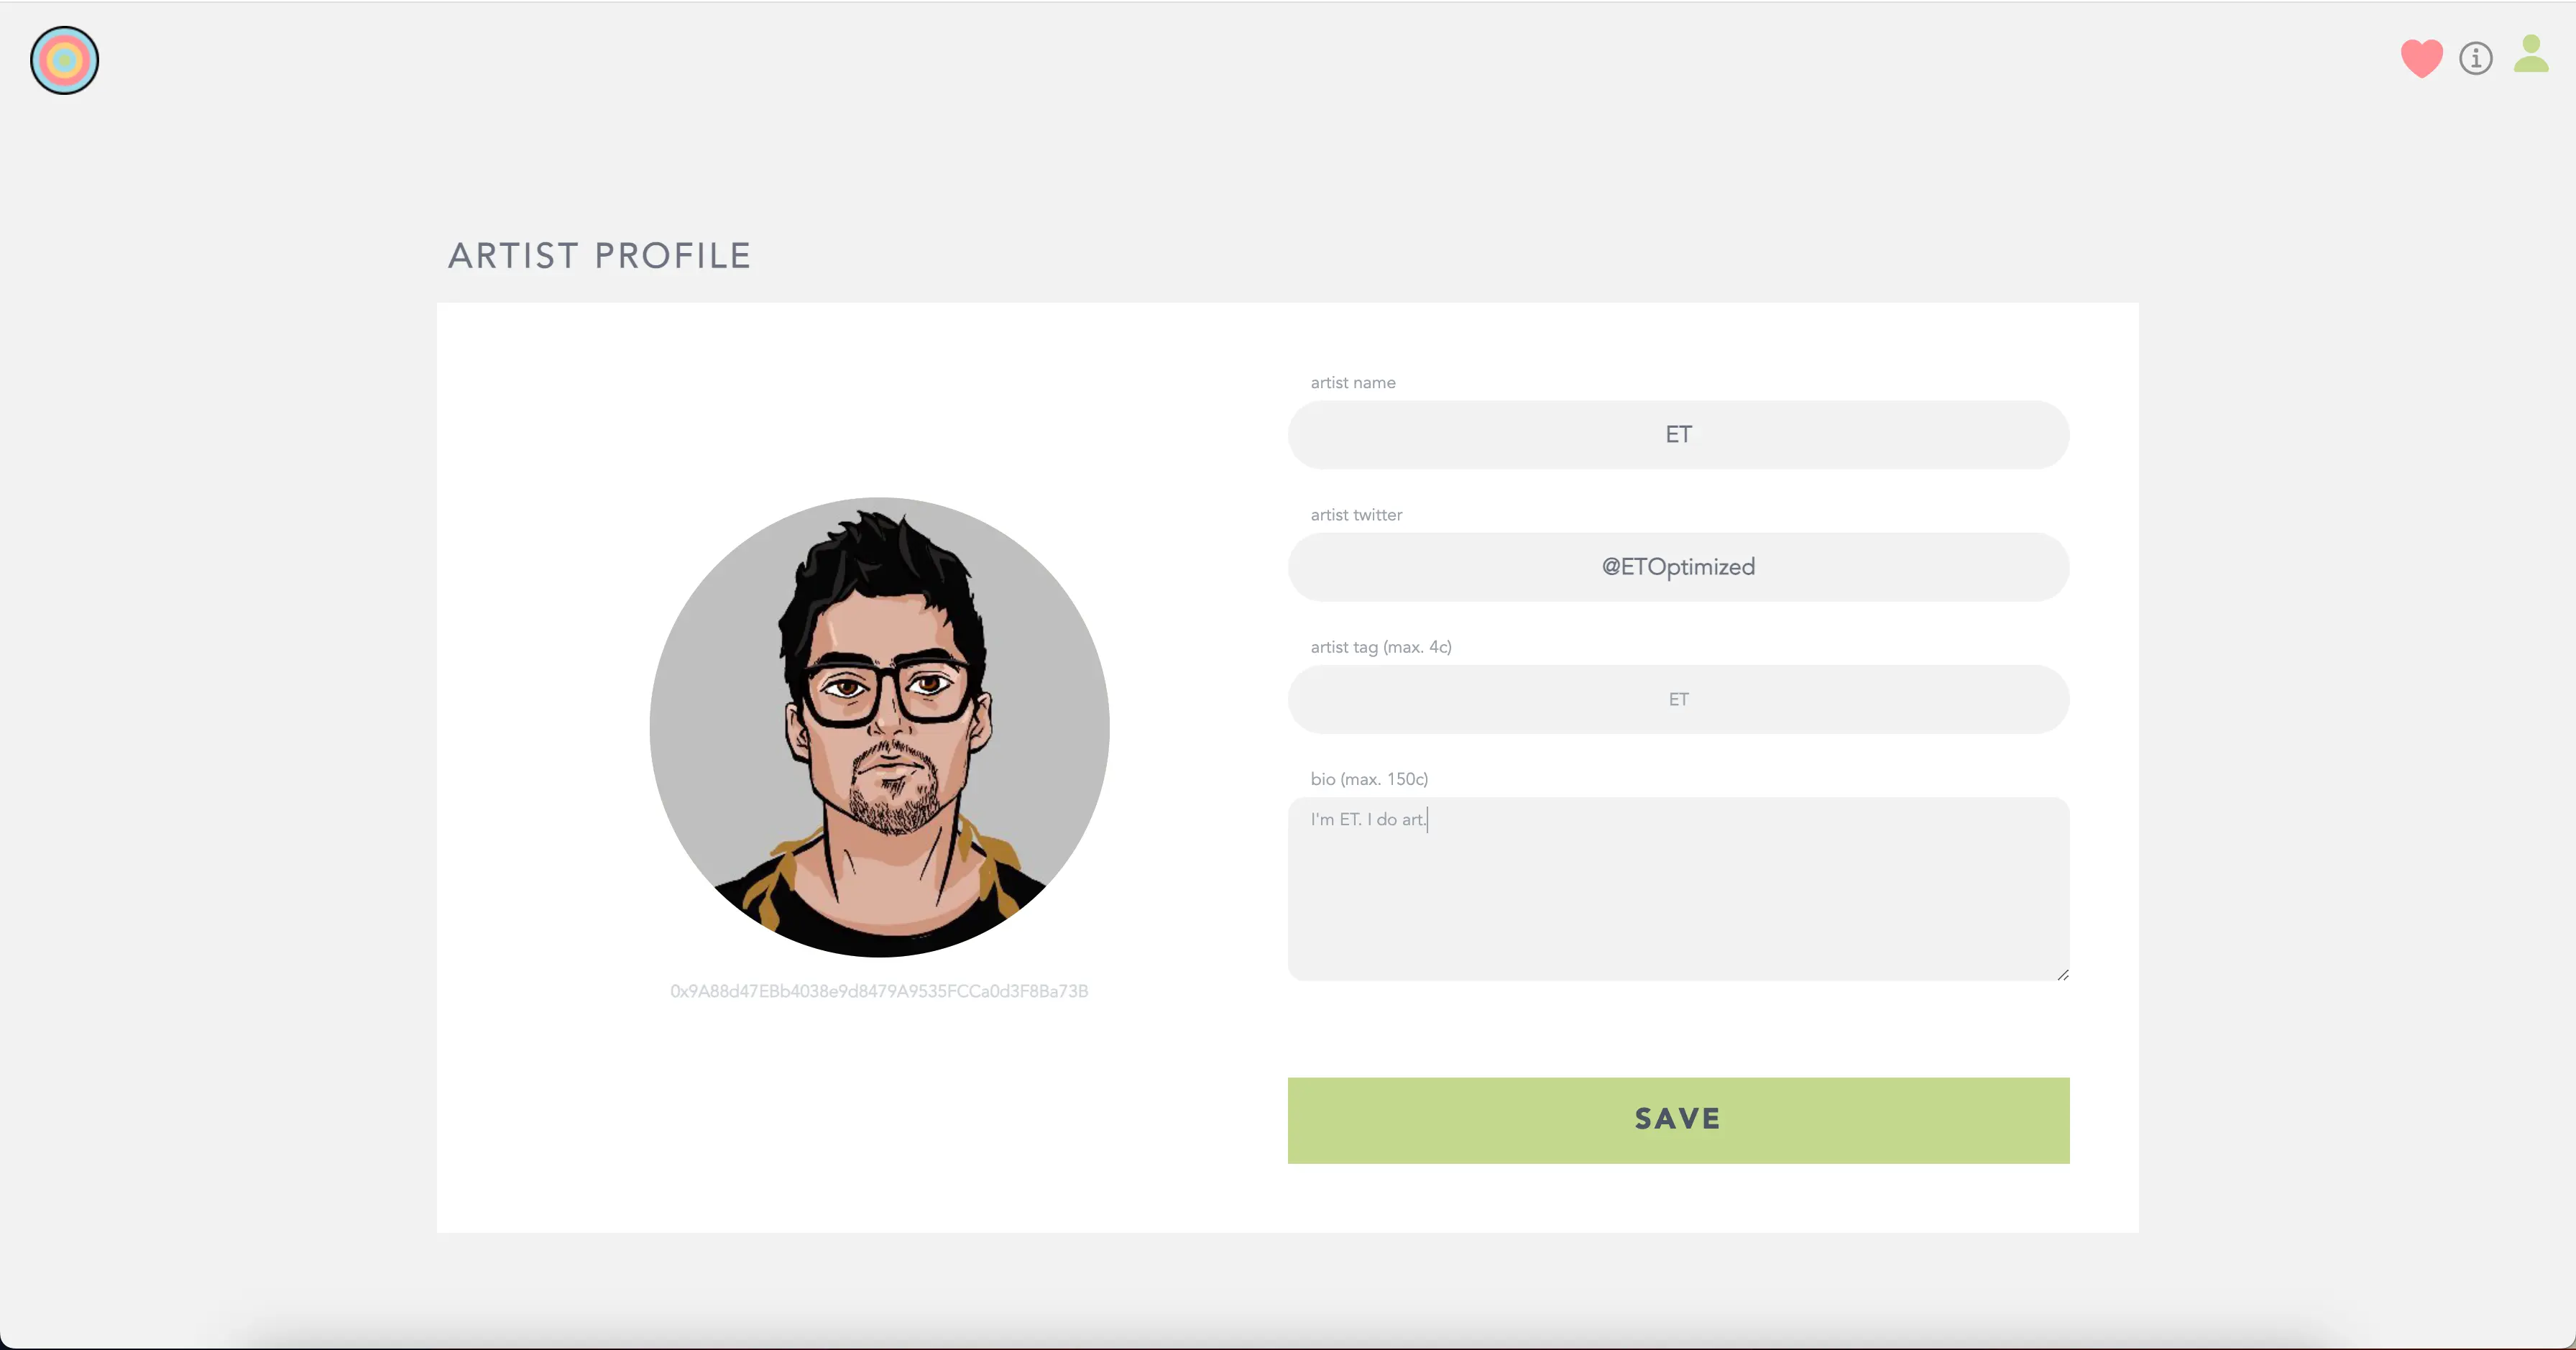 ARTIST PROFILE
artist name
ET
artist twitter
@ETOptimized
artist tag (max. 4c)
ET
bio (max. 150c)
I'm ET. I do art.
0x9A88d47EBb4038e9d8479A9535FCCa0d3F8Ba73B
SAVE